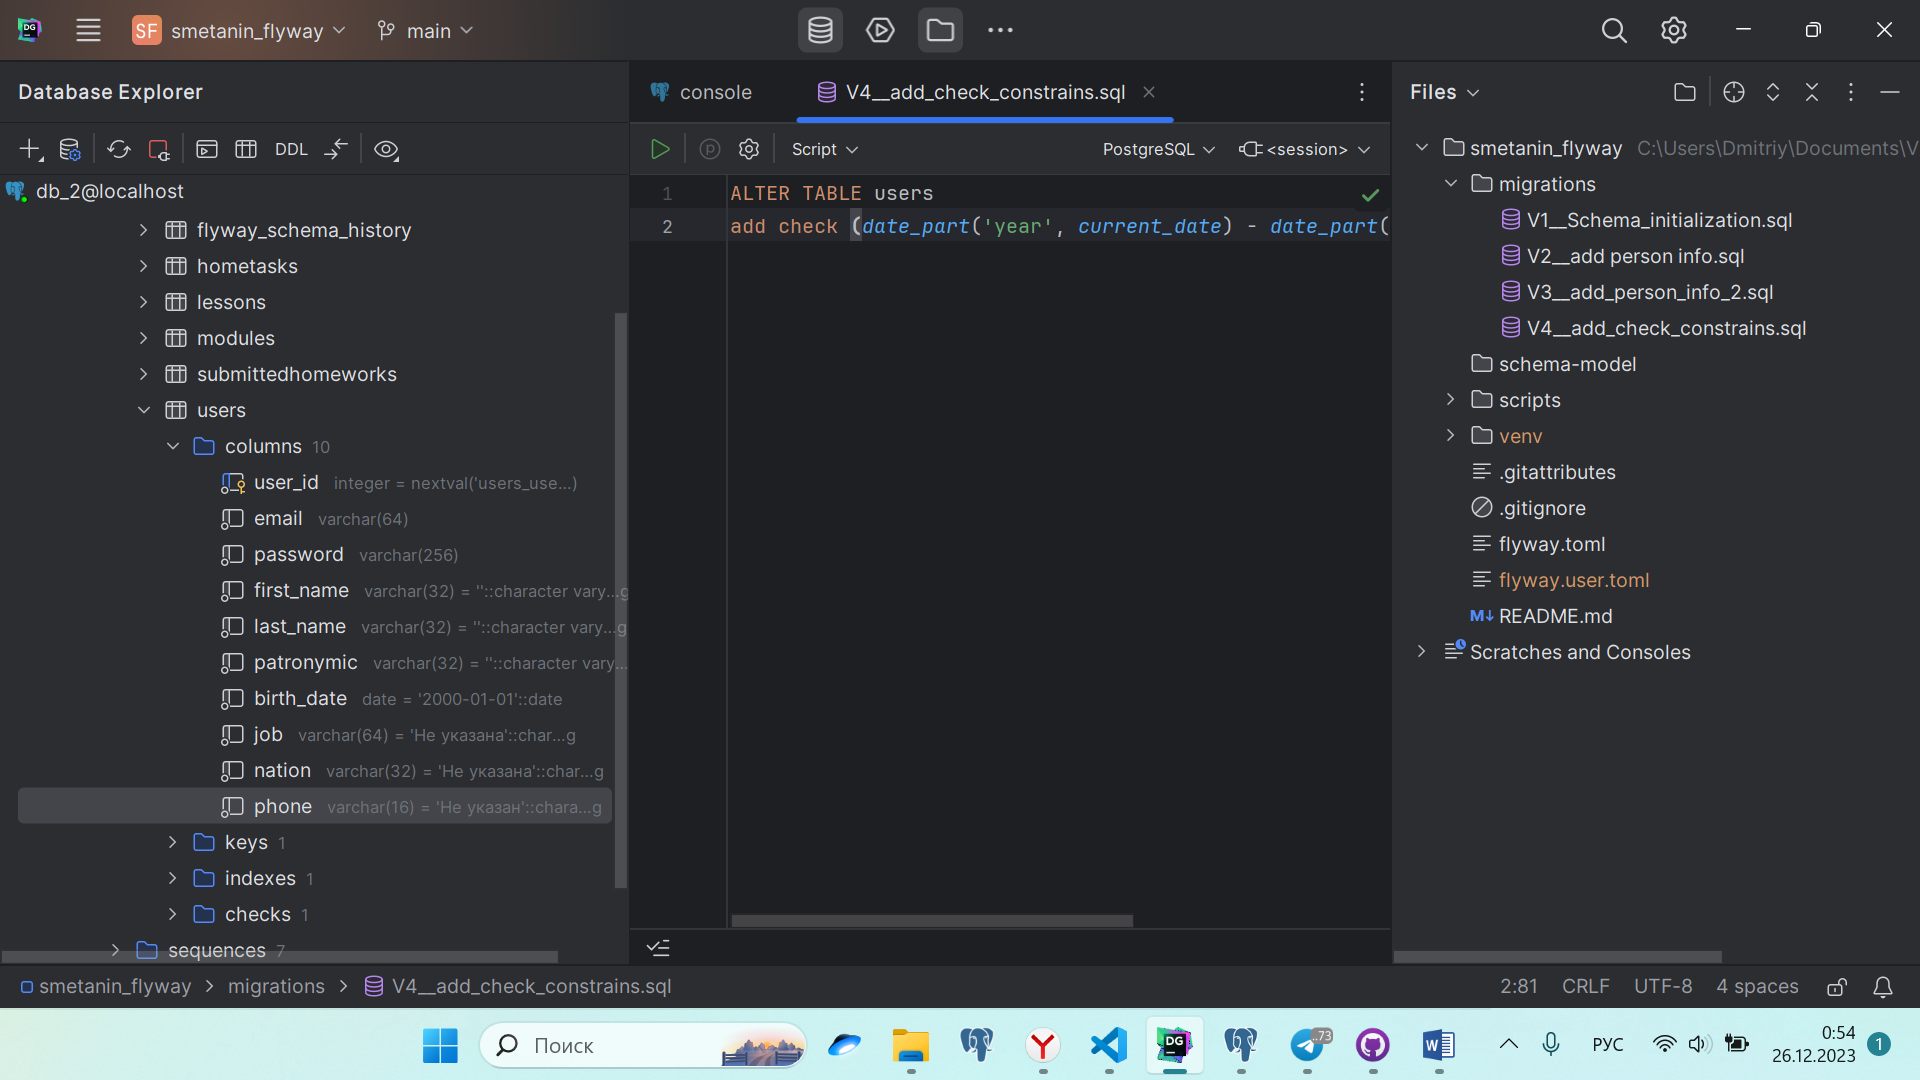 SF smetanin_flyway main
Database Explorer
DDL
db_2@localhost
flyway_schema_history
hometasks
lessons
modules
submittedhomeworks
users
columns 10
user_id integer = nextval('users_use...)
email varchar(64)
password varchar(256)
first_name varchar(32) = ''::character vary...g
last_name varchar(32) = ''::character vary...g
patronymic varchar(32) = ''::character vary...
birth_date date = '2000-01-01'::date
job varchar(64) = 'Не указана'::char...g
nation varchar(32) = 'Не указана'::char...g
phone varchar(16) = 'Не указан'::chara...g
keys 1
indexes 1
checks 1
sequences 7
console V4__add_check_constrains.sql
Script PostgreSQL <session>
1 ALTER TABLE users
2 add check (date_part('year', current_date) - date_part(
Files
smetanin_flyway C:\Users\Dmitriy\Documents\V
migrations
V1__Schema_initialization.sql
V2__add person info.sql
V3__add_person_info_2.sql
V4__add_check_constrains.sql
schema-model
scripts
venv
.gitattributes
.gitignore
flyway.toml
flyway.user.toml
M↓ README.md
Scratches and Consoles
smetanin_flyway > migrations > V4__add_check_constrains.sql
2:81 CRLF UTF-8 4 spaces
Поиск
DG
..73
W
РУС
0:54
26.12.2023
1